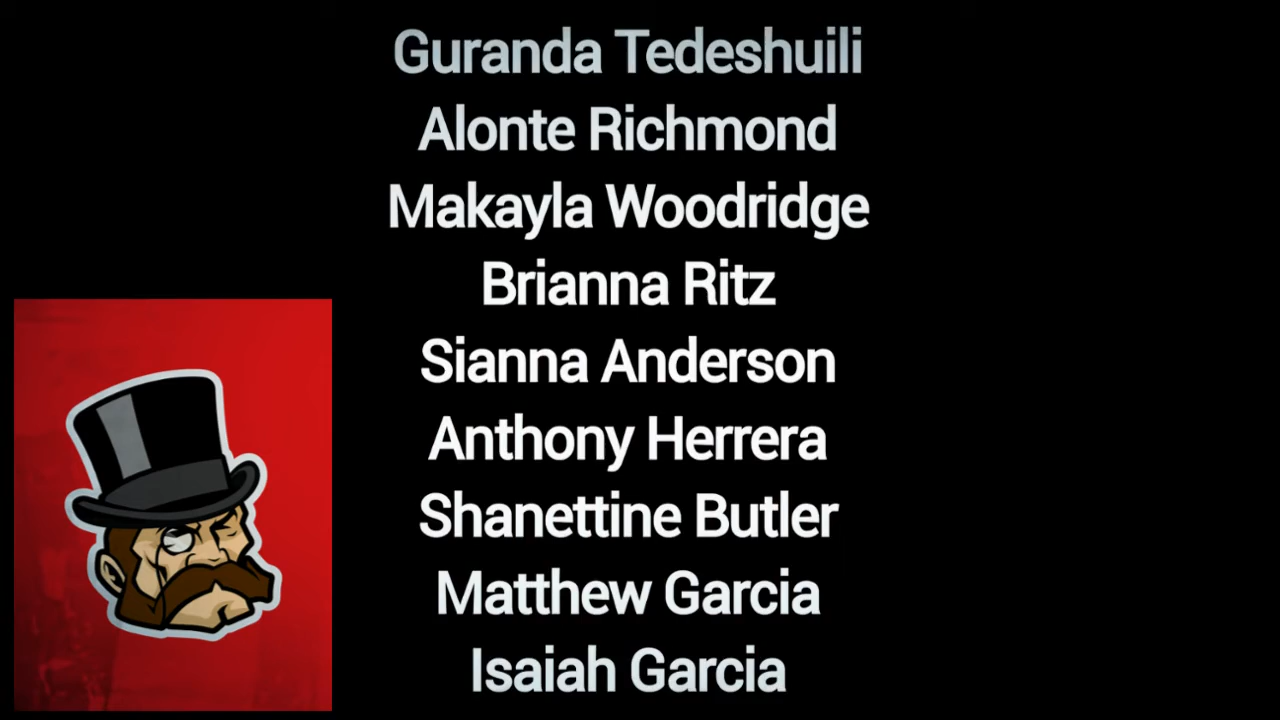 Guranda Tedeshuili
Alonte Richmond
Makayla Woodridge
Brianna Ritz
Sianna Anderson
Anthony Herrera
Shanettine Butler
Matthew Garcia
Isaiah Garcia